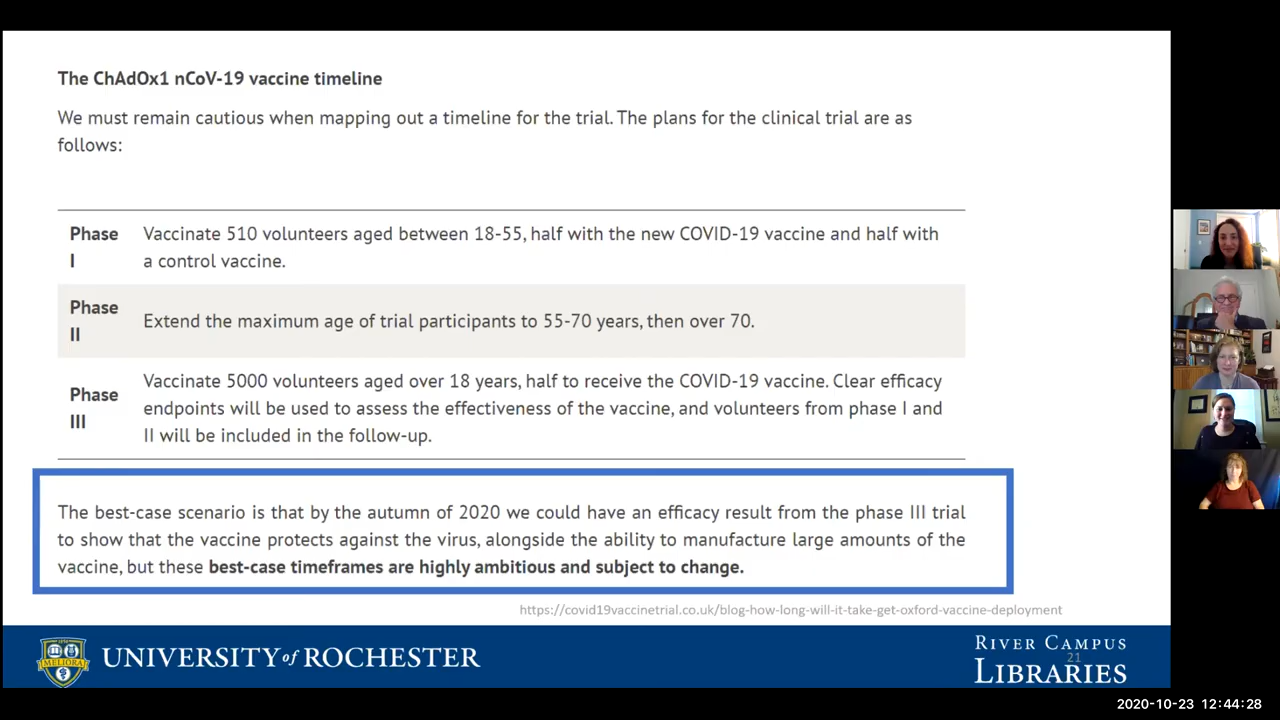 The ChAdOx1 nCoV-19 vaccine timeline
We must remain cautious when mapping out a timeline for the trial. The plans for the clinical trial are as
follows:
Phase
I
Vaccinate 510 volunteers aged between 18-55, half with the new COVID-19 vaccine and half with
a control vaccine.
Phase
II
Extend the maximum age of trial participants to 55-70 years, then over 70.
Phase
III
Vaccinate 5000 volunteers aged over 18 years, half to receive the COVID-19 vaccine. Clear efficacy
endpoints will be used to assess the effectiveness of the vaccine, and volunteers from phase I and
II will be included in the follow-up.
The best-case scenario is that by the autumn of 2020 we could have an efficacy result from the phase III trial
to show that the vaccine protects against the virus, alongside the ability to manufacture large amounts of the
vaccine, but these best-case timeframes are highly ambitious and subject to change.
https://covid19vaccinetrial.co.uk/blog-how-long-will-it-take-get-oxford-vaccine-deployment
MELIORA
UNIVERSITY of ROCHESTER
RIVER CAMPUS
LIBRARIES
21
2020-10-23 12:44:28